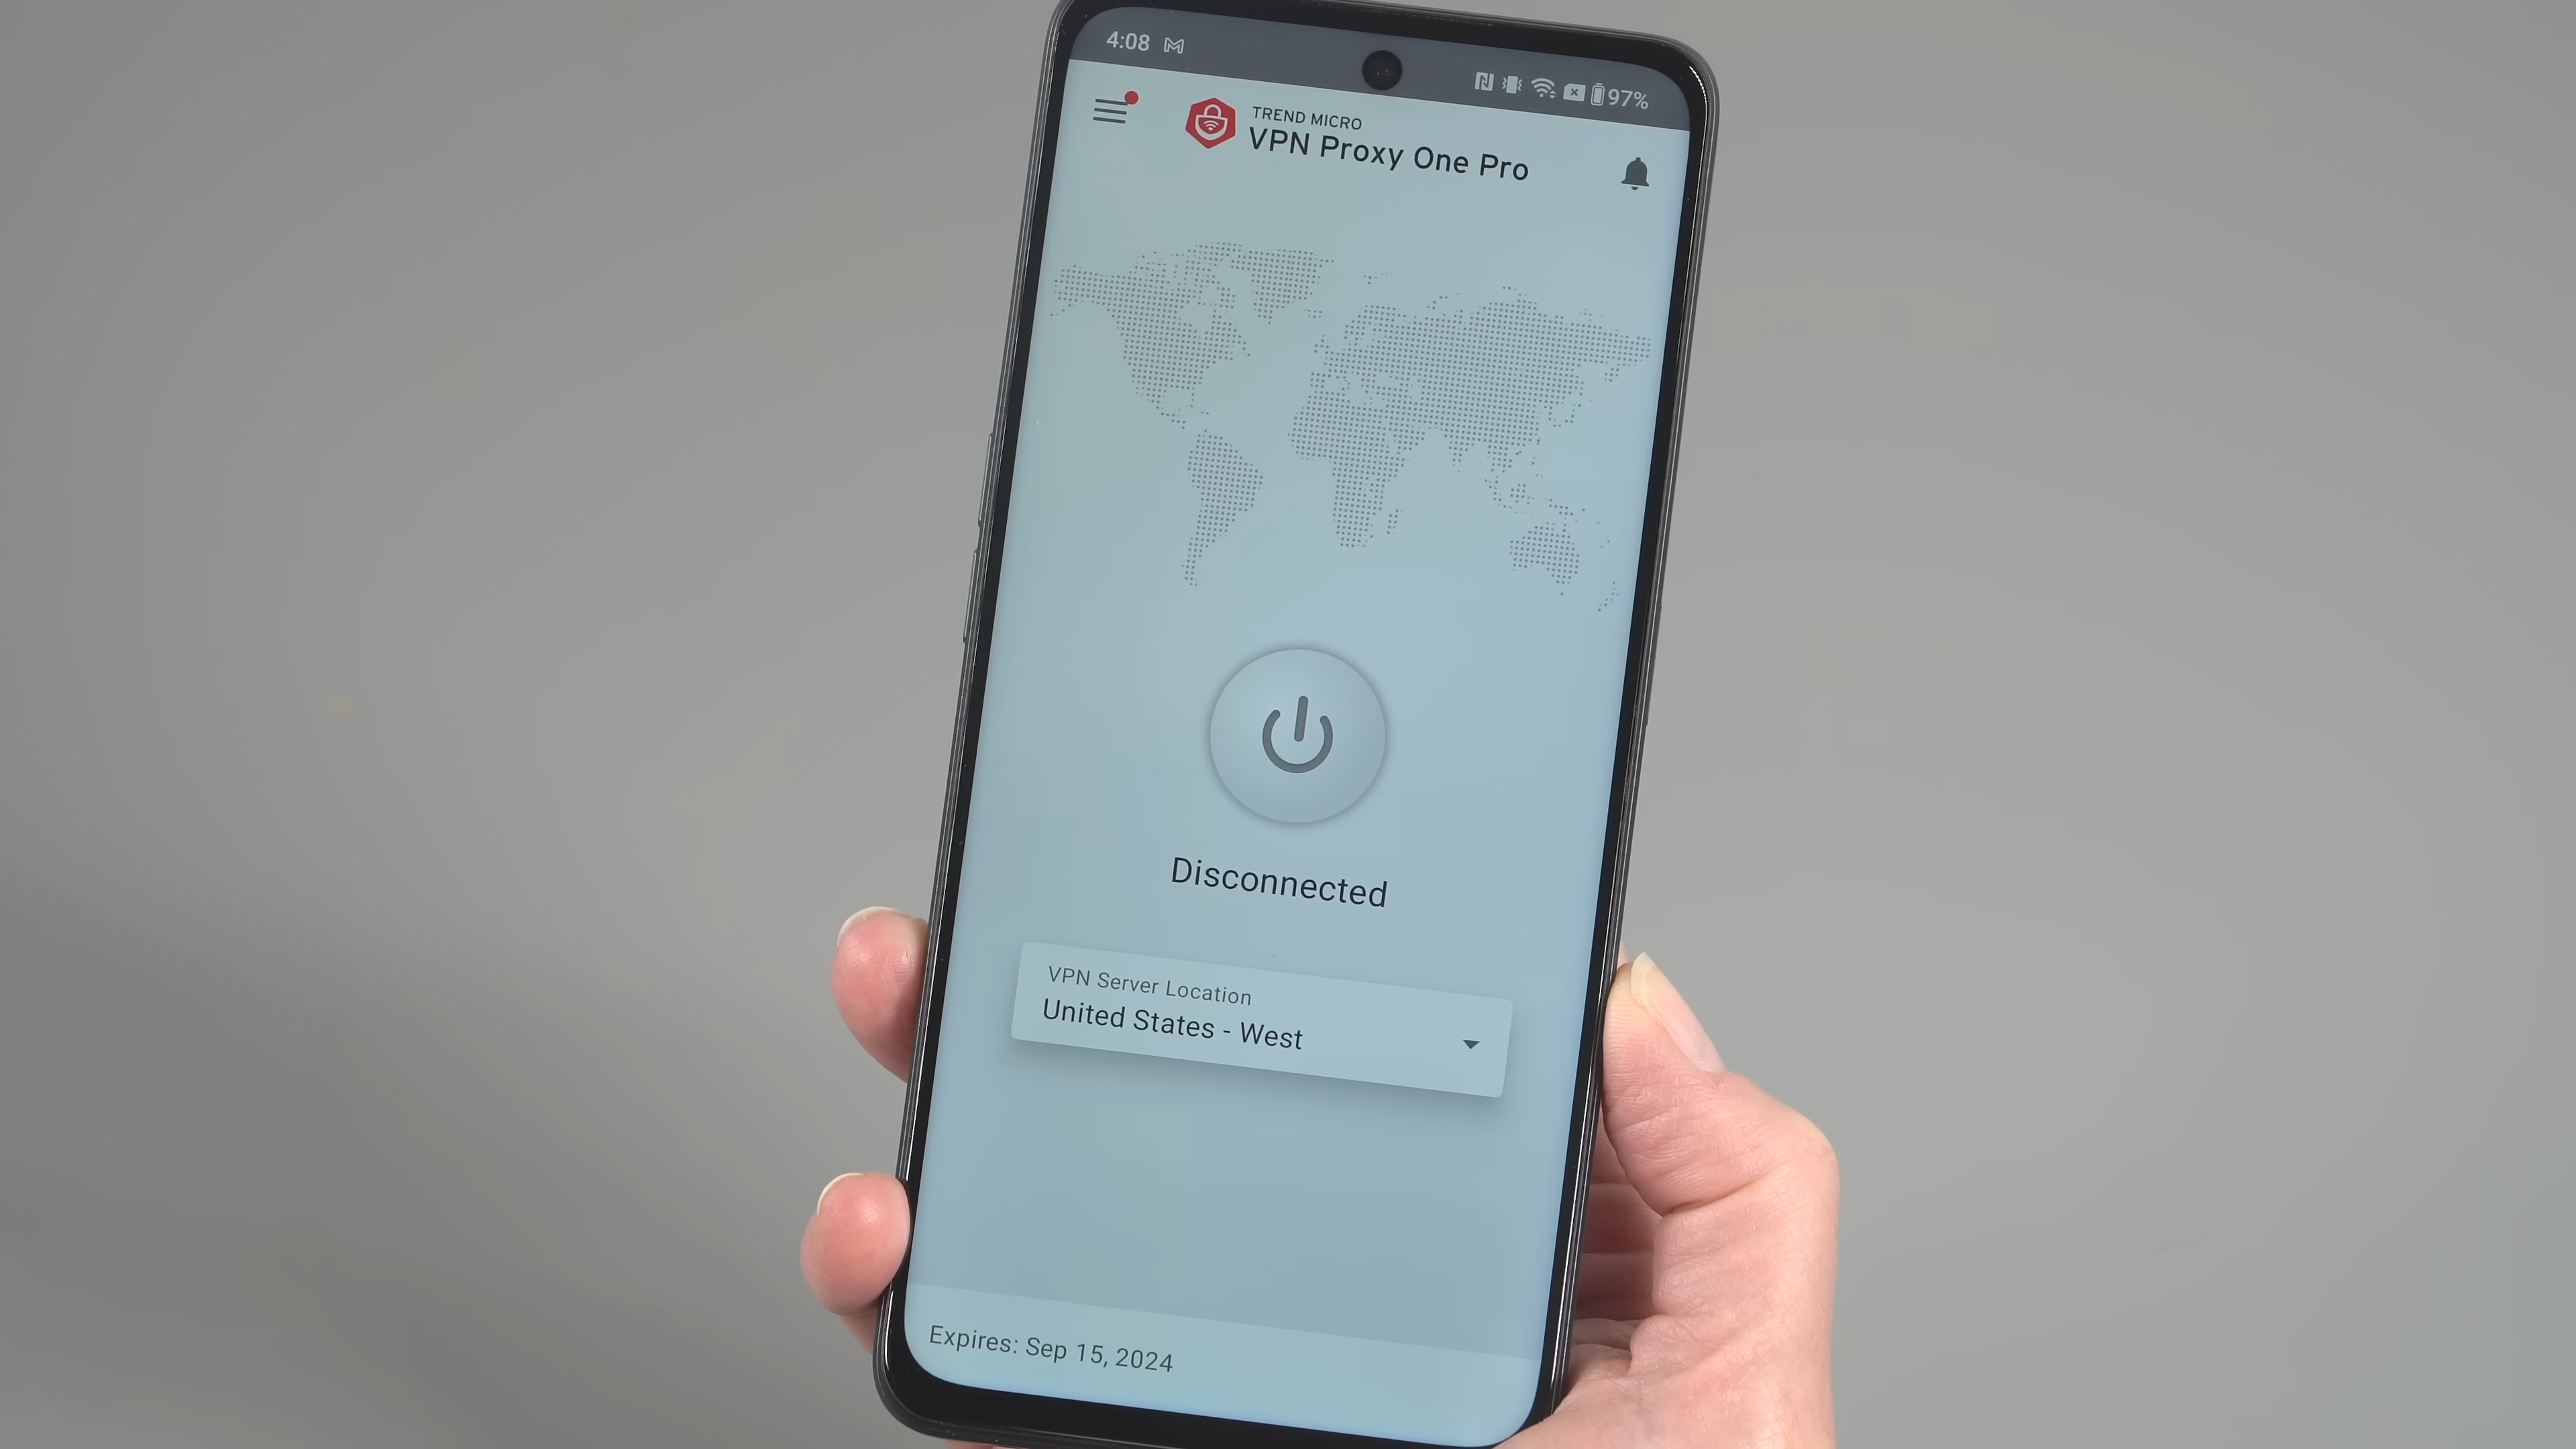 4:08
97%
TREND MICRO
VPN Proxy One Pro
Disconnected
VPN Server Location
United States - West
Expires: Sep 15, 2024